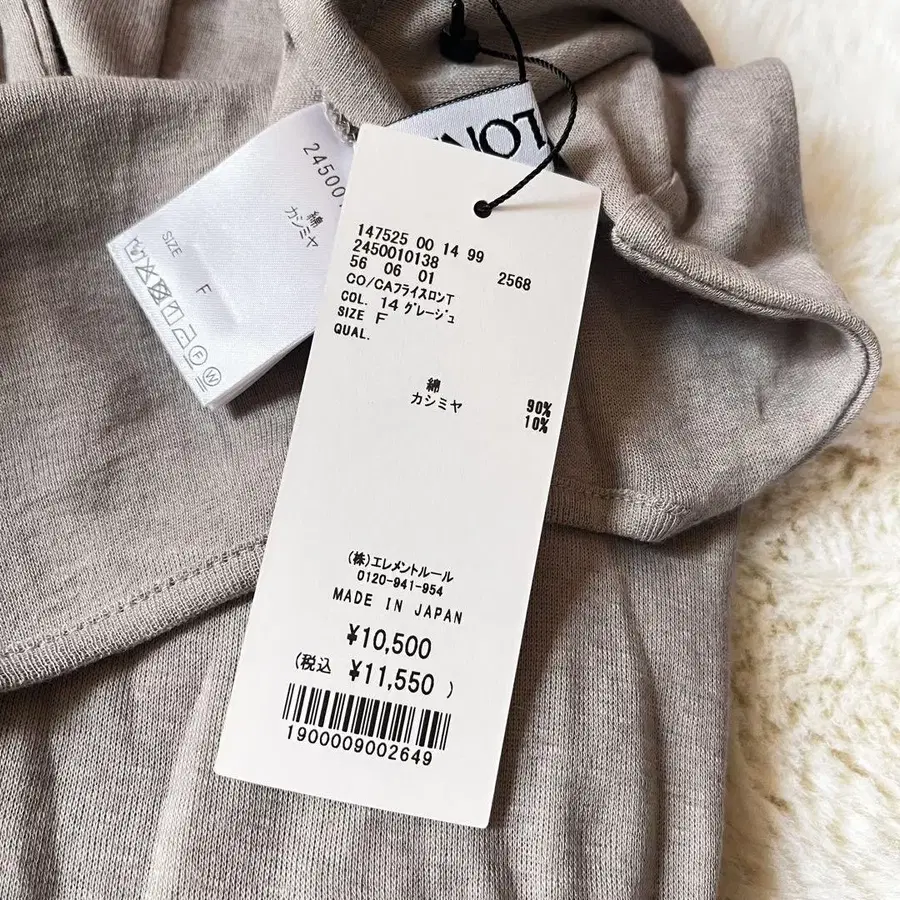 LON
24500
綿
カシミヤ
SIZE
F
F
W
147525 00 14 99
2450010138 2568
56 06 01
CO/CAフライスロンT
COL. 14 グレージュ
SIZE F
QUAL.
綿 90%
カシミヤ 10%
(株)エレメントルール
0120-941-954
MADE IN JAPAN
¥10,500
(税込 ¥11,550 )
1900009002649